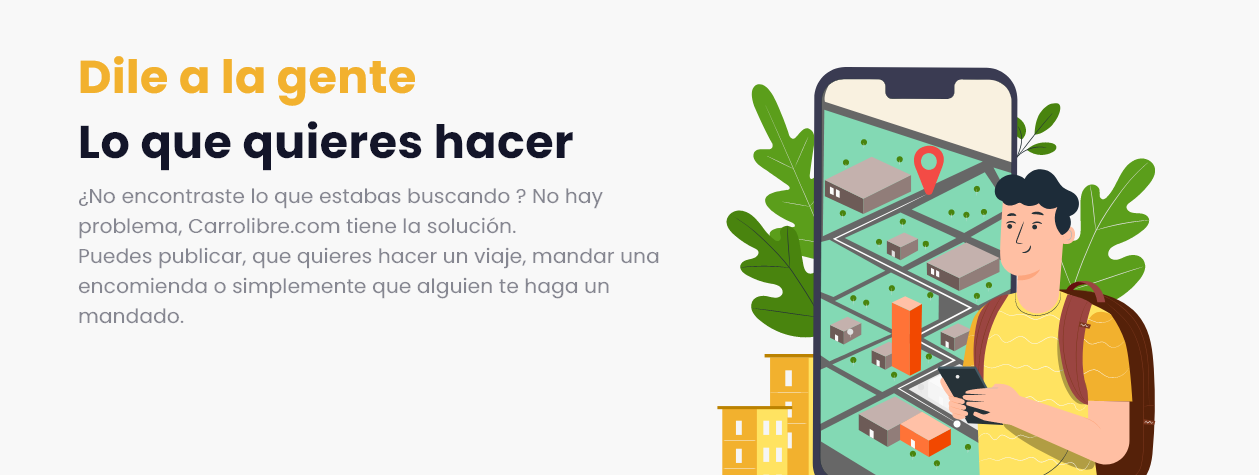 Dile a la gente
Lo que quieres hacer
¿No encontraste lo que estabas buscando ? No hay
problema, Carrolibre.com tiene la solución.
Puedes publicar, que quieres hacer un viaje, mandar una
encomienda o simplemente que alguien te haga un
mandado.